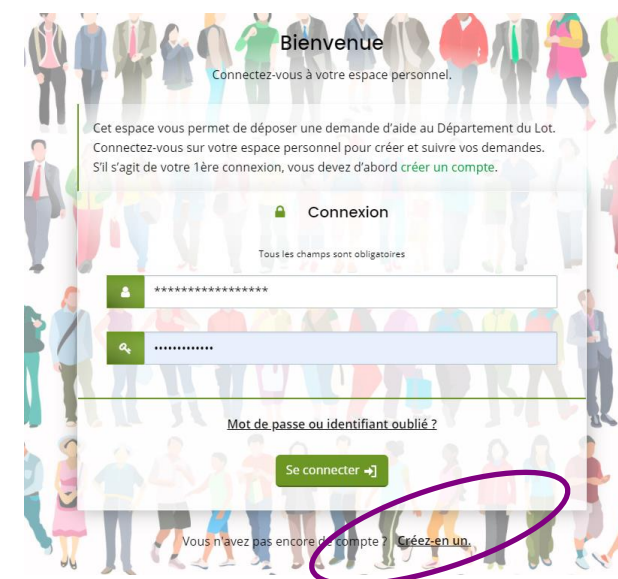 Bienvenue
Connectez-vous à votre espace personnel.
Cet espace vous permet de déposer une demande d'aide au Département du Lot.
Connectez-vous sur votre espace personnel pour créer et suivre vos demandes.
S'il s'agit de votre 1ère connexion, vous devez d'abord créer un compte.
Connexion
Tous les champs sont obligatoires
*****************
•••••••••••••
Mot de passe ou identifiant oublié ?
Se connecter
Vous n'avez pas encore de compte ? Créez-en un.